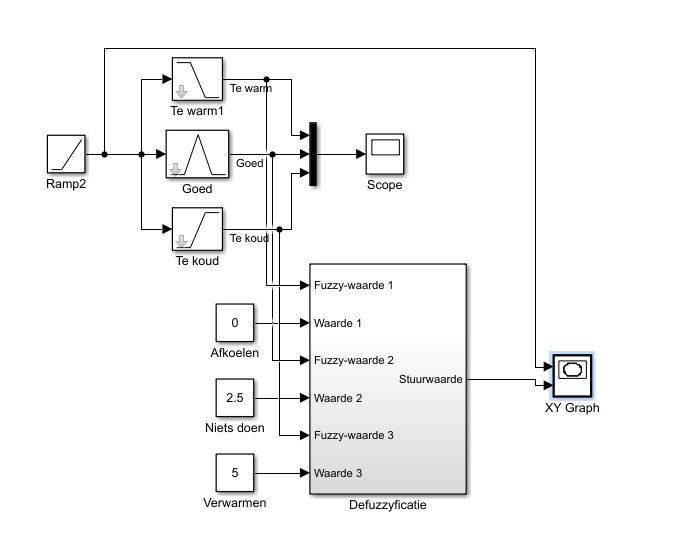 Te warm
Te warm1
Ramp2
Goed
Goed
Scope
Te koud
Te koud
Fuzzy-waarde 1
0
Waarde 1
Afkoelen
Fuzzy-waarde 2
Stuurwaarde
2.5
Waarde 2
XY Graph
Niets doen
Fuzzy-waarde 3
5
Waarde 3
Verwarmen
Defuzzyficatie